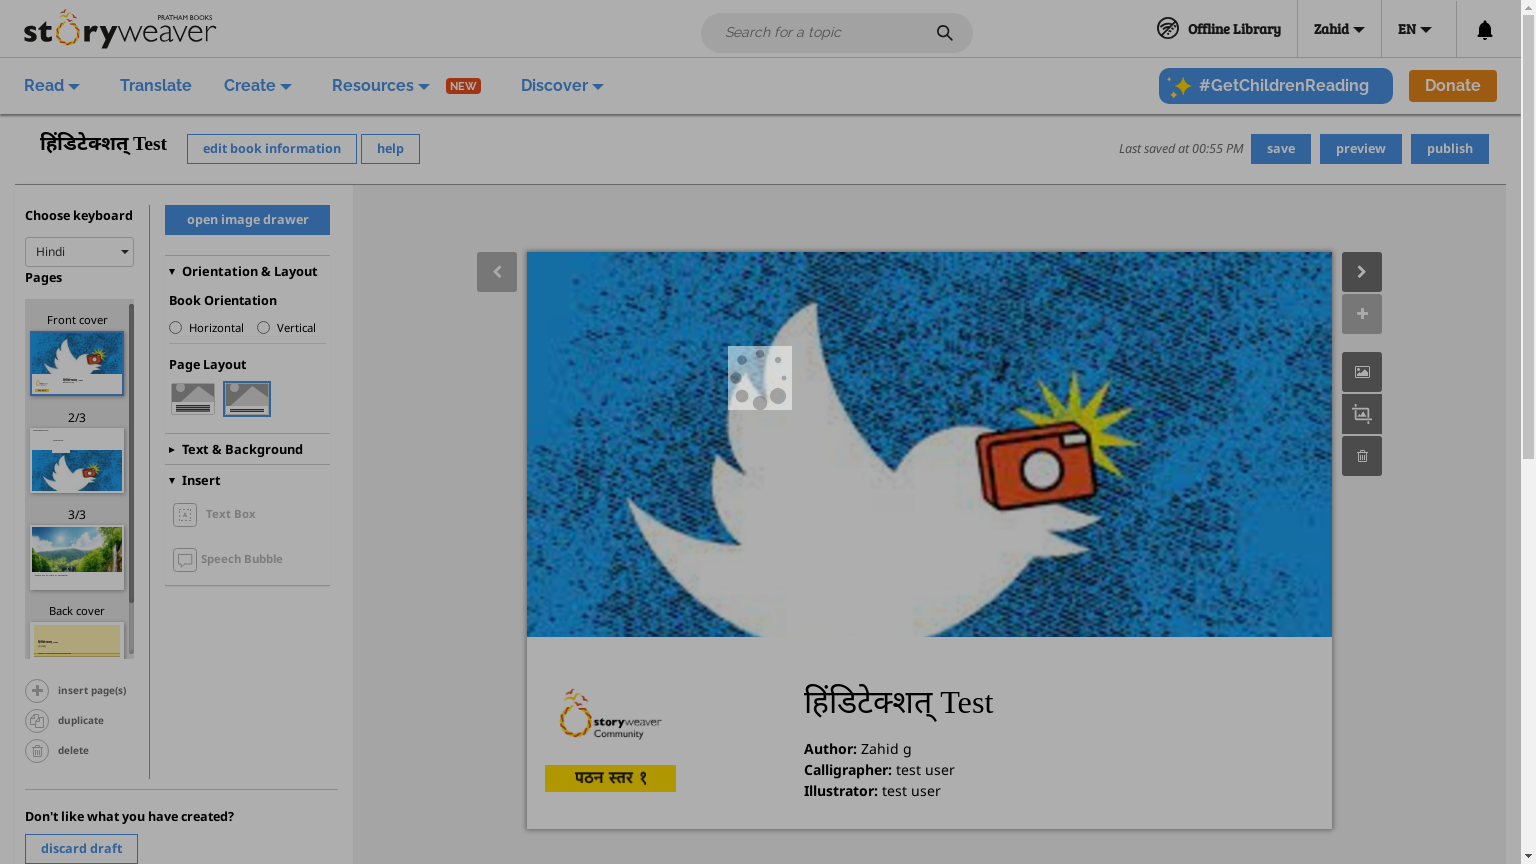 PRATHAM BOOKS
storyweaver
Search for a topic
Offline Library
Zahid
EN
Read
Translate
Create
Resources
NEW
Discover
#GetChildrenReading
Donate
हिंडिटेक्शत् Test
edit book information
help
Last saved at 00:55 PM
save
preview
publish
Choose keyboard
Hindi
Pages
Front cover
2/3
3/3
Back cover
insert page(s)
duplicate
delete
Don't like what you have created?
discard draft
open image drawer
Orientation & Layout
Book Orientation
Horizontal
Vertical
Page Layout
Text & Background
Insert
Text Box
Speech Bubble
storyweaver
Community
पठन स्तर १
हिंडिटेक्शत् Test
Author: Zahid g
Calligrapher: test user
Illustrator: test user